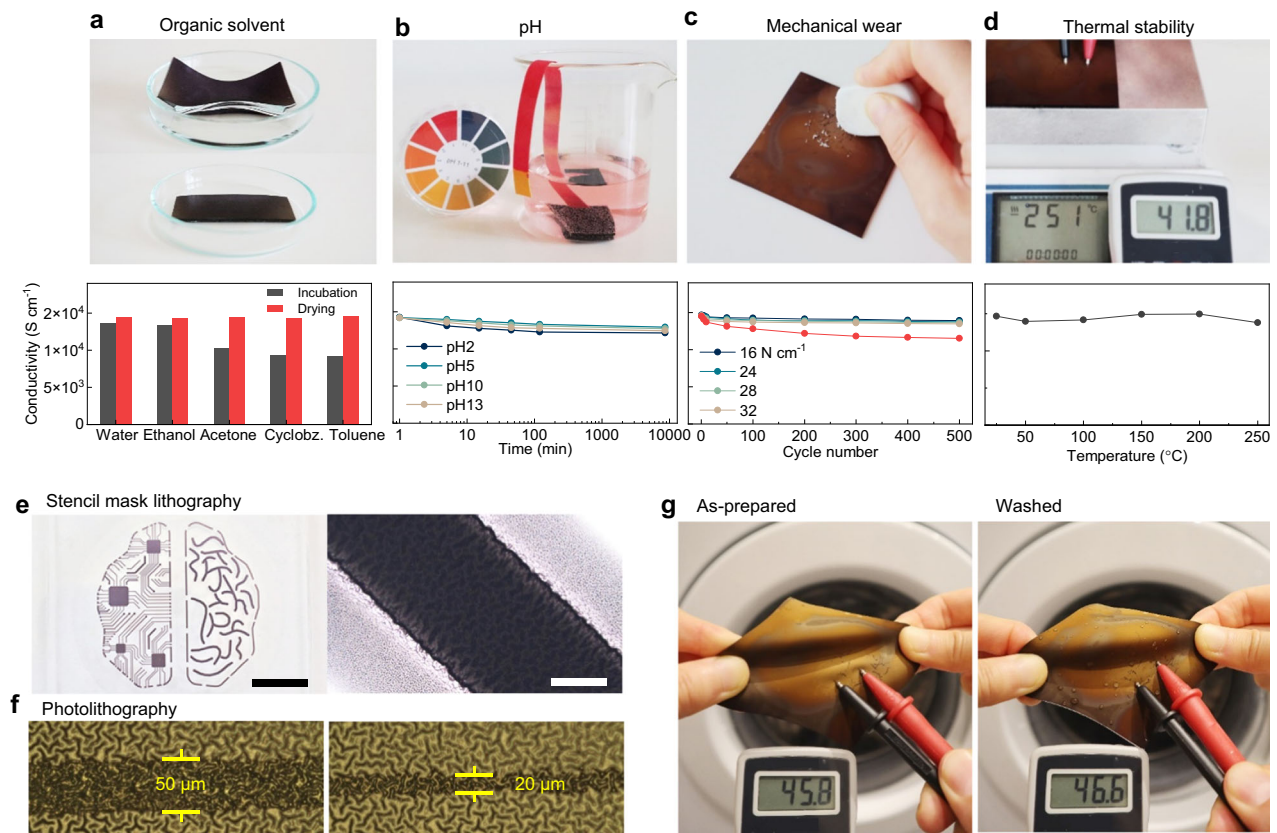 a Organic solvent
b pH
c Mechanical wear
d Thermal stability
pH 1-11
251 °C
41.8
Conductivity (S cm⁻¹)
2×10⁴
1×10⁴
5×10³
0
Incubation
Drying
Water Ethanol Acetone Cyclobz. Toluene
pH2
pH5
pH10
pH13
1 10 100 1000 10000
Time (min)
16 N cm⁻¹
24
28
32
0 100 200 300 400 500
Cycle number
50 100 150 200 250
Temperature (°C)
e Stencil mask lithography
f Photolithography
50 µm
20 µm
g As-prepared
Washed
45.8
46.6